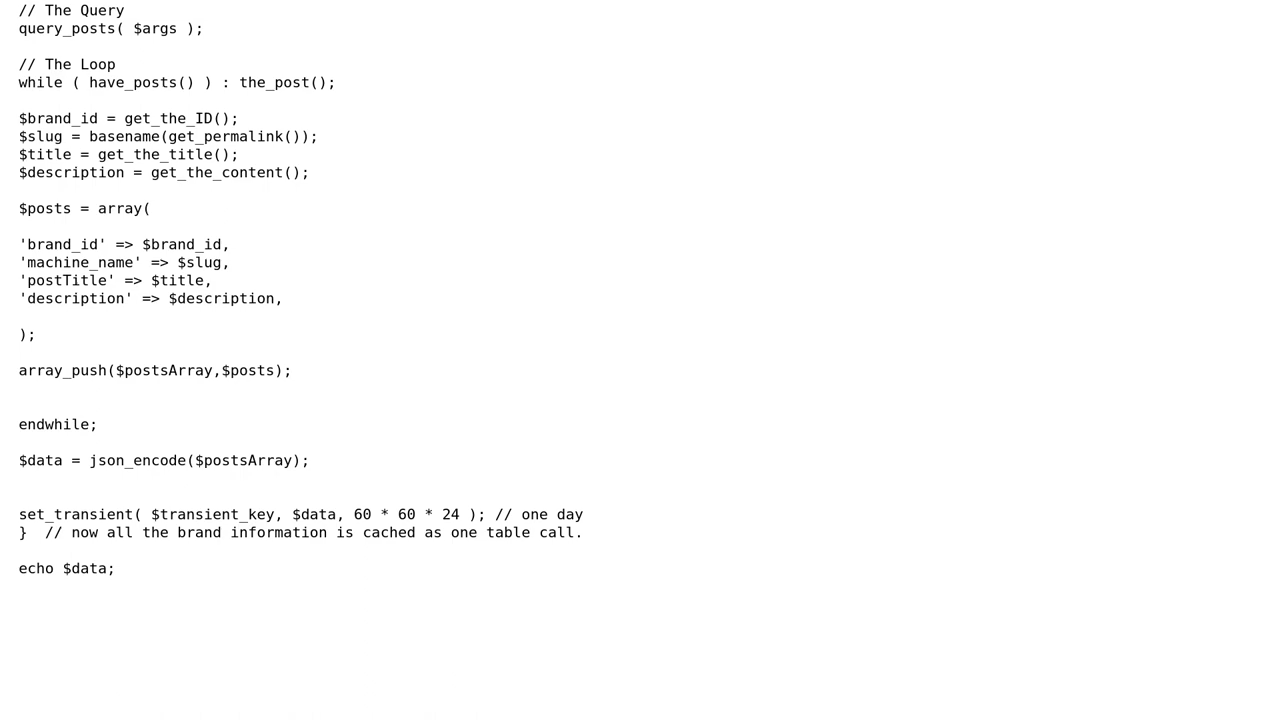 // The Query
query_posts( $args );
// The Loop
while ( have_posts() ) : the_post();
$brand_id = get_the_ID();
$slug = basename(get_permalink());
$title = get_the_title();
$description = get_the_content();
$posts = array(
'brand_id' => $brand_id,
'machine_name' => $slug,
'postTitle' => $title,
'description' => $description,
);
array_push($postsArray,$posts);
endwhile;
$data = json_encode($postsArray);
set_transient( $transient_key, $data, 60 * 60 * 24 ); // one day
}  // now all the brand information is cached as one table call.
echo $data;